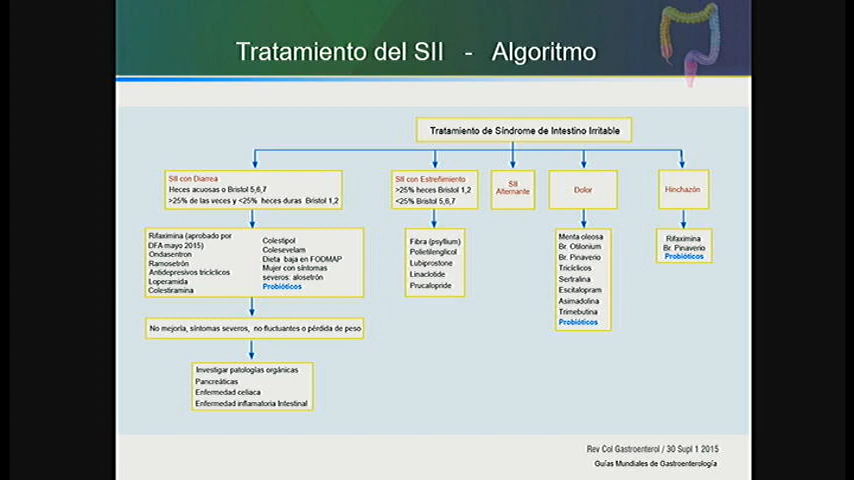 Tratamiento del SII - Algoritmo
Tratamiento de Síndrome de Intestino Irritable
SII con Diarrea
Heces acuosas o Bristol 5,6,7
>25% de las veces y <25% heces duras Bristol 1,2
SII con Estreñimiento
>25% heces Bristol 1,2
<25% Bristol 5,6,7
SII
Alternante
Dolor
Hinchazón
Rifaximina (aprobado por
DFA mayo 2015)
Ondasentron
Ramosetrón
Antidepresivos tricíclicos
Loperamida
Colestiramina
Colestipol
Colesevelam
Dieta baja en FODMAP
Mujer con síntomas
severos: alosetrón
Probióticos
Fibra (psyllium)
Polietilenglicol
Lubiprostone
Linaclotide
Prucalopride
Menta oleosa
Br. Otilonium
Br. Pinaverio
Tricíclicos
Sertralina
Escitalopram
Asimadolina
Trimebutina
Probióticos
Rifaximina
Br. Pinaverio
Probióticos
No mejoría, síntomas severos, no fluctuantes o pérdida de peso
Investigar patologías orgánicas
Pancreáticas
Enfermedad celiaca
Enfermedad inflamatoria Intestinal
Rev Col Gastroenterol / 30 Supl 1 2015
Guías Mundiales de Gastroenterología